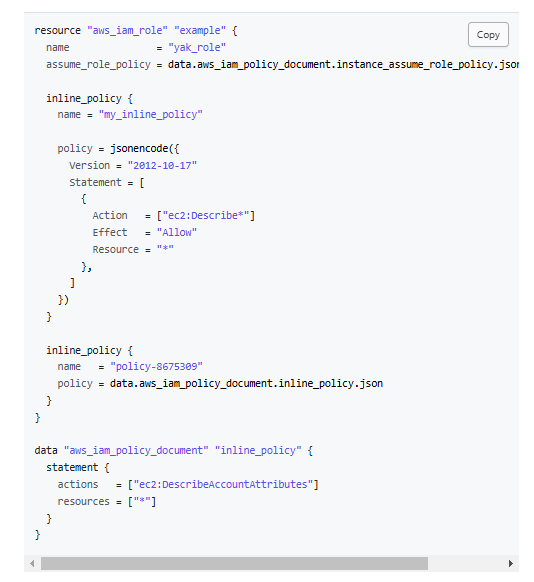 Copy
resource "aws_iam_role" "example" {
  name               = "yak_role"
  assume_role_policy = data.aws_iam_policy_document.instance_assume_role_policy.jsor

  inline_policy {
    name = "my_inline_policy"

    policy = jsonencode({
      Version = "2012-10-17"
      Statement = [
        {
          Action   = ["ec2:Describe*"]
          Effect   = "Allow"
          Resource = "*"
        },
      ]
    })
  }

  inline_policy {
    name   = "policy-8675309"
    policy = data.aws_iam_policy_document.inline_policy.json
  }
}

data "aws_iam_policy_document" "inline_policy" {
  statement {
    actions   = ["ec2:DescribeAccountAttributes"]
    resources = ["*"]
  }
}